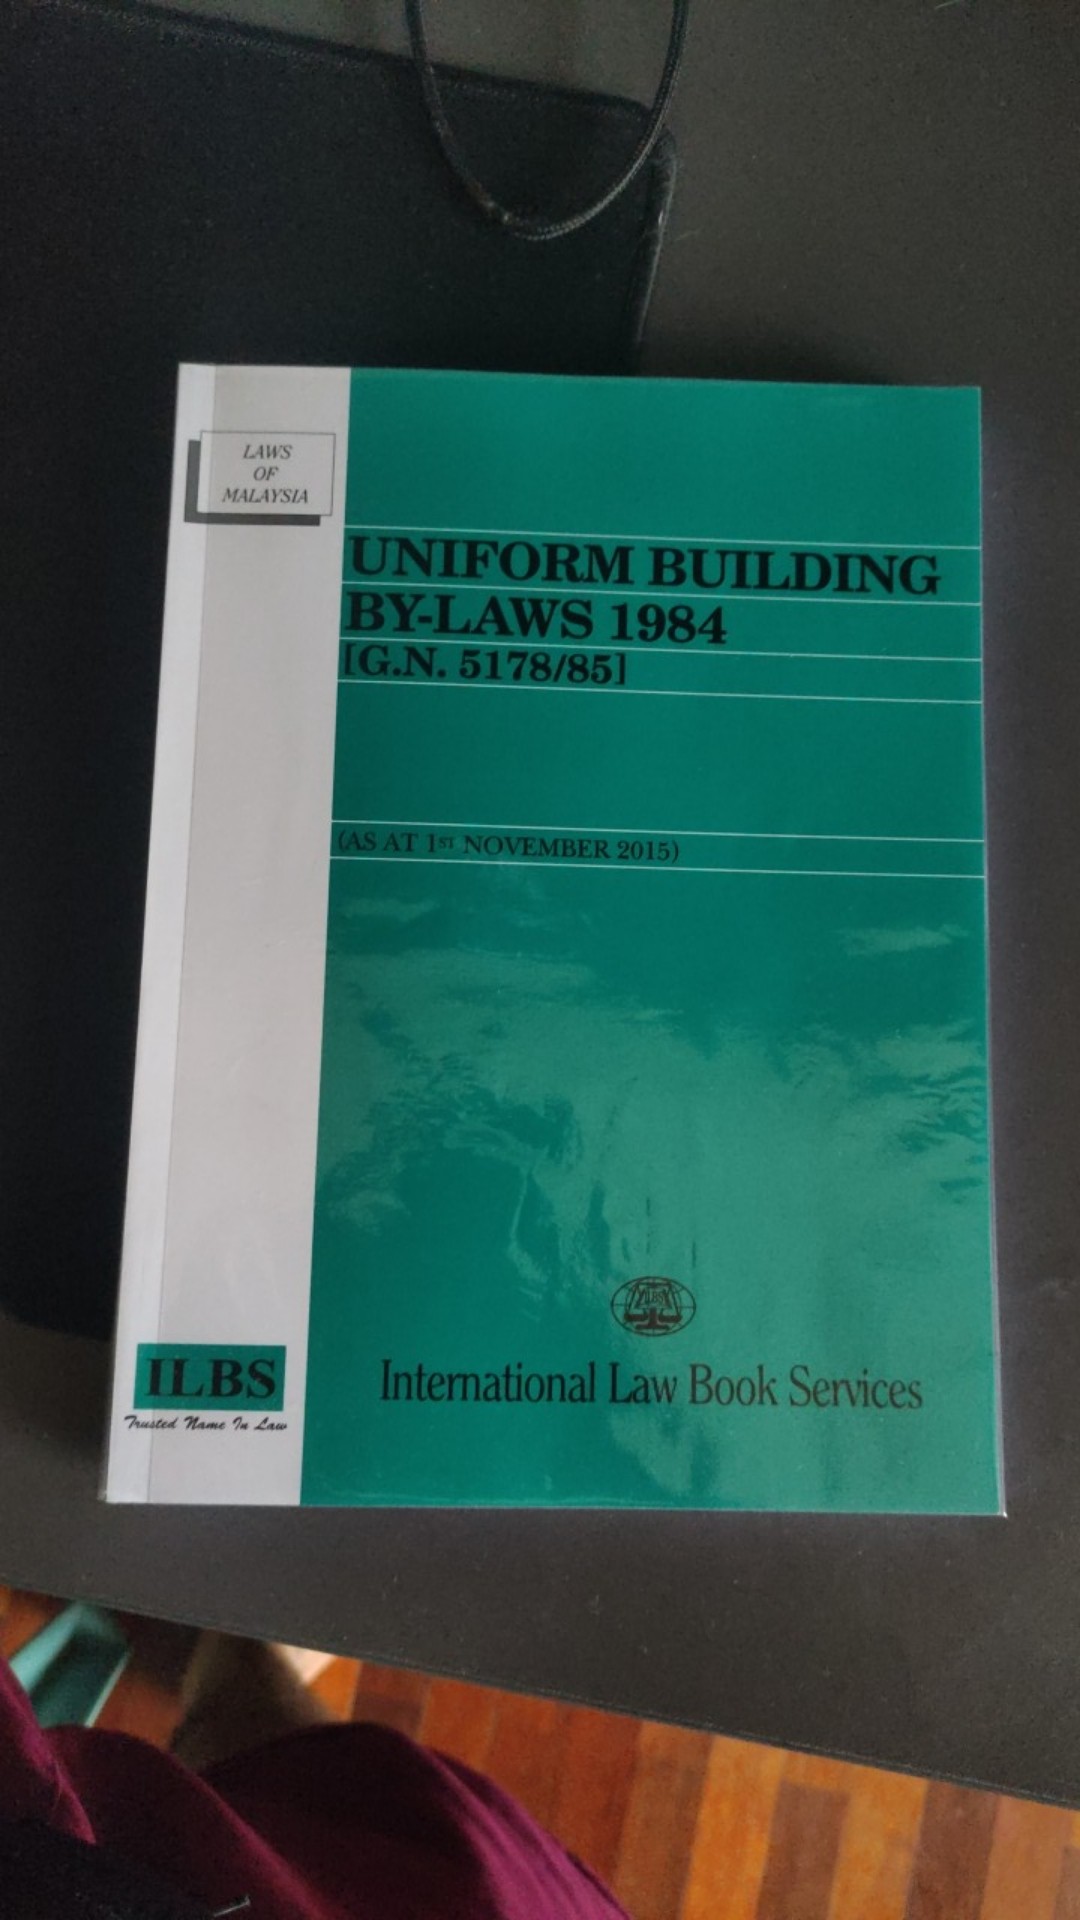 LAWS
OF
MALAYSIA
UNIFORM BUILDING
BY-LAWS 1984
[G.N. 5178/85]
(AS AT 1ST NOVEMBER 2015)
ILBS
International Law Book Services
ILBS
Trusted Name In Law